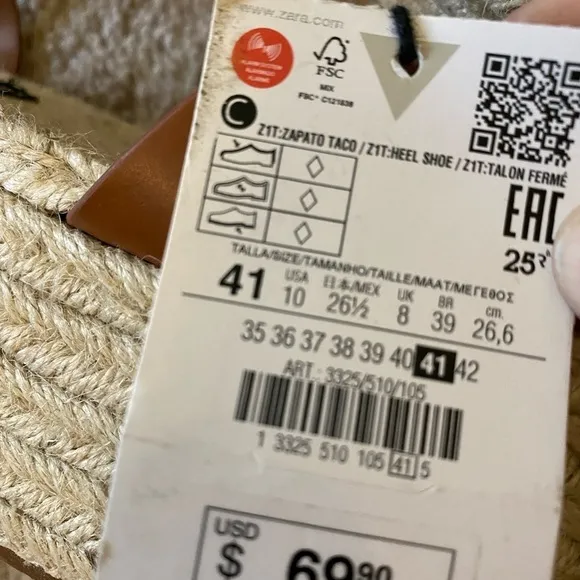 www.zara.com
FSC
MIX
FSC® C121838
C
Z1T:ZAPATO TACO / Z1T:HEEL SHOE / Z1T:TALON FERMÉ
EAC
TALLA/SIZE/TAMANHO/TAILLE/MAAT/ΜΕΓΕΘΟΣ
41 USA 10 日本/MEX 26½ UK 8 BR 39 cm. 26,6
35 36 37 38 39 40 41 42
ART : 3325/510/105
1 3325 510 105 41 5
USD
$ 69.90